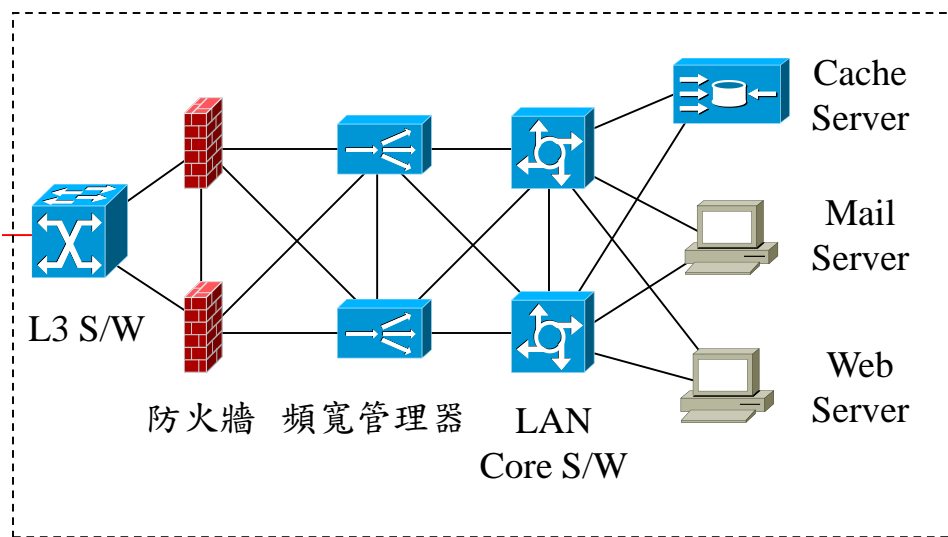 Cache
Server
Mail
Server
L3 S/W
Web
Server
防火牆
頻寬管理器
LAN
Core S/W